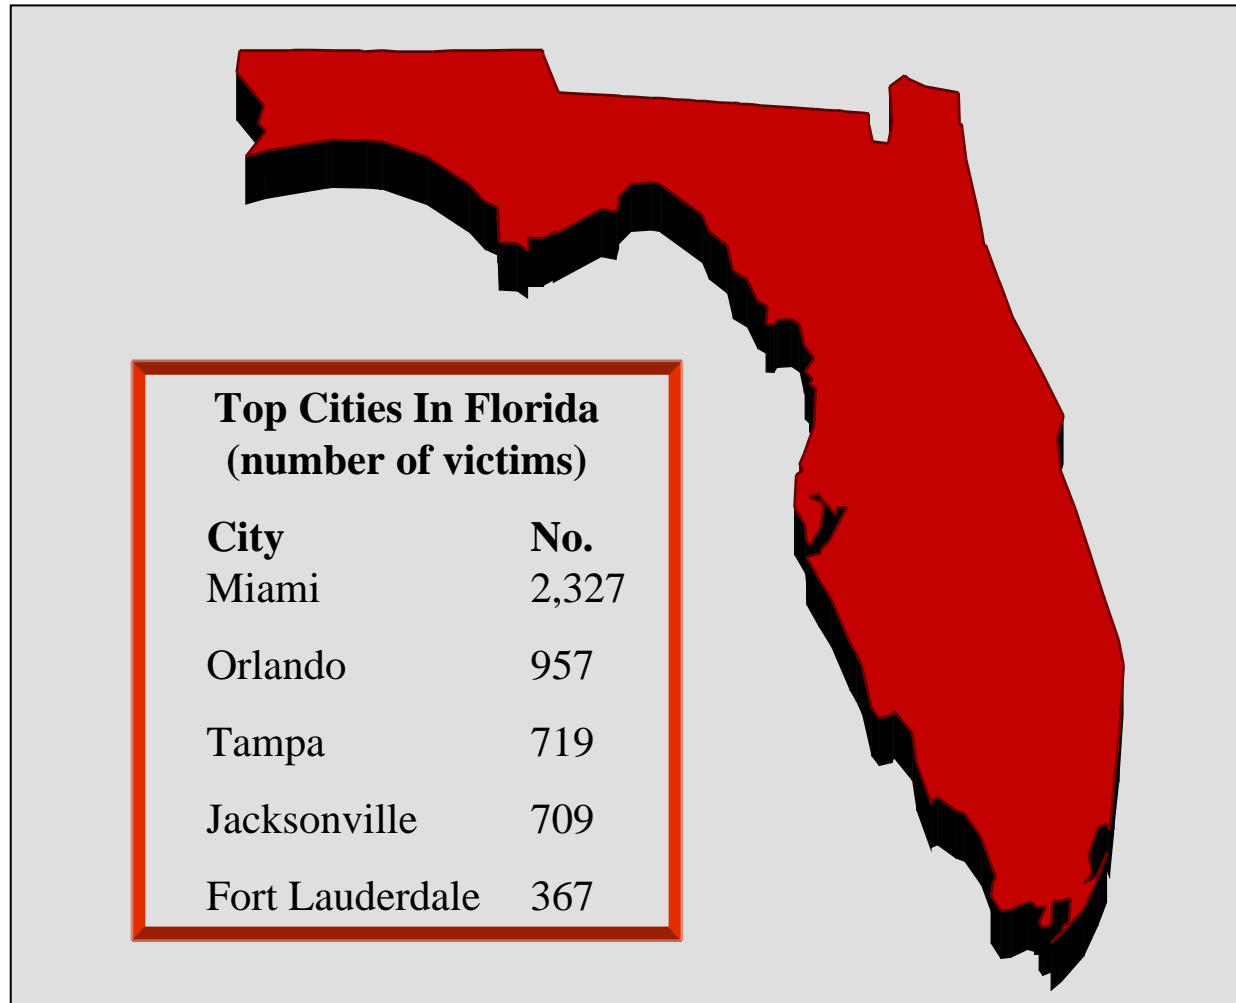 Top Cities In Florida
(number of victims)
City No.
Miami 2,327
Orlando 957
Tampa 719
Jacksonville 709
Fort Lauderdale 367